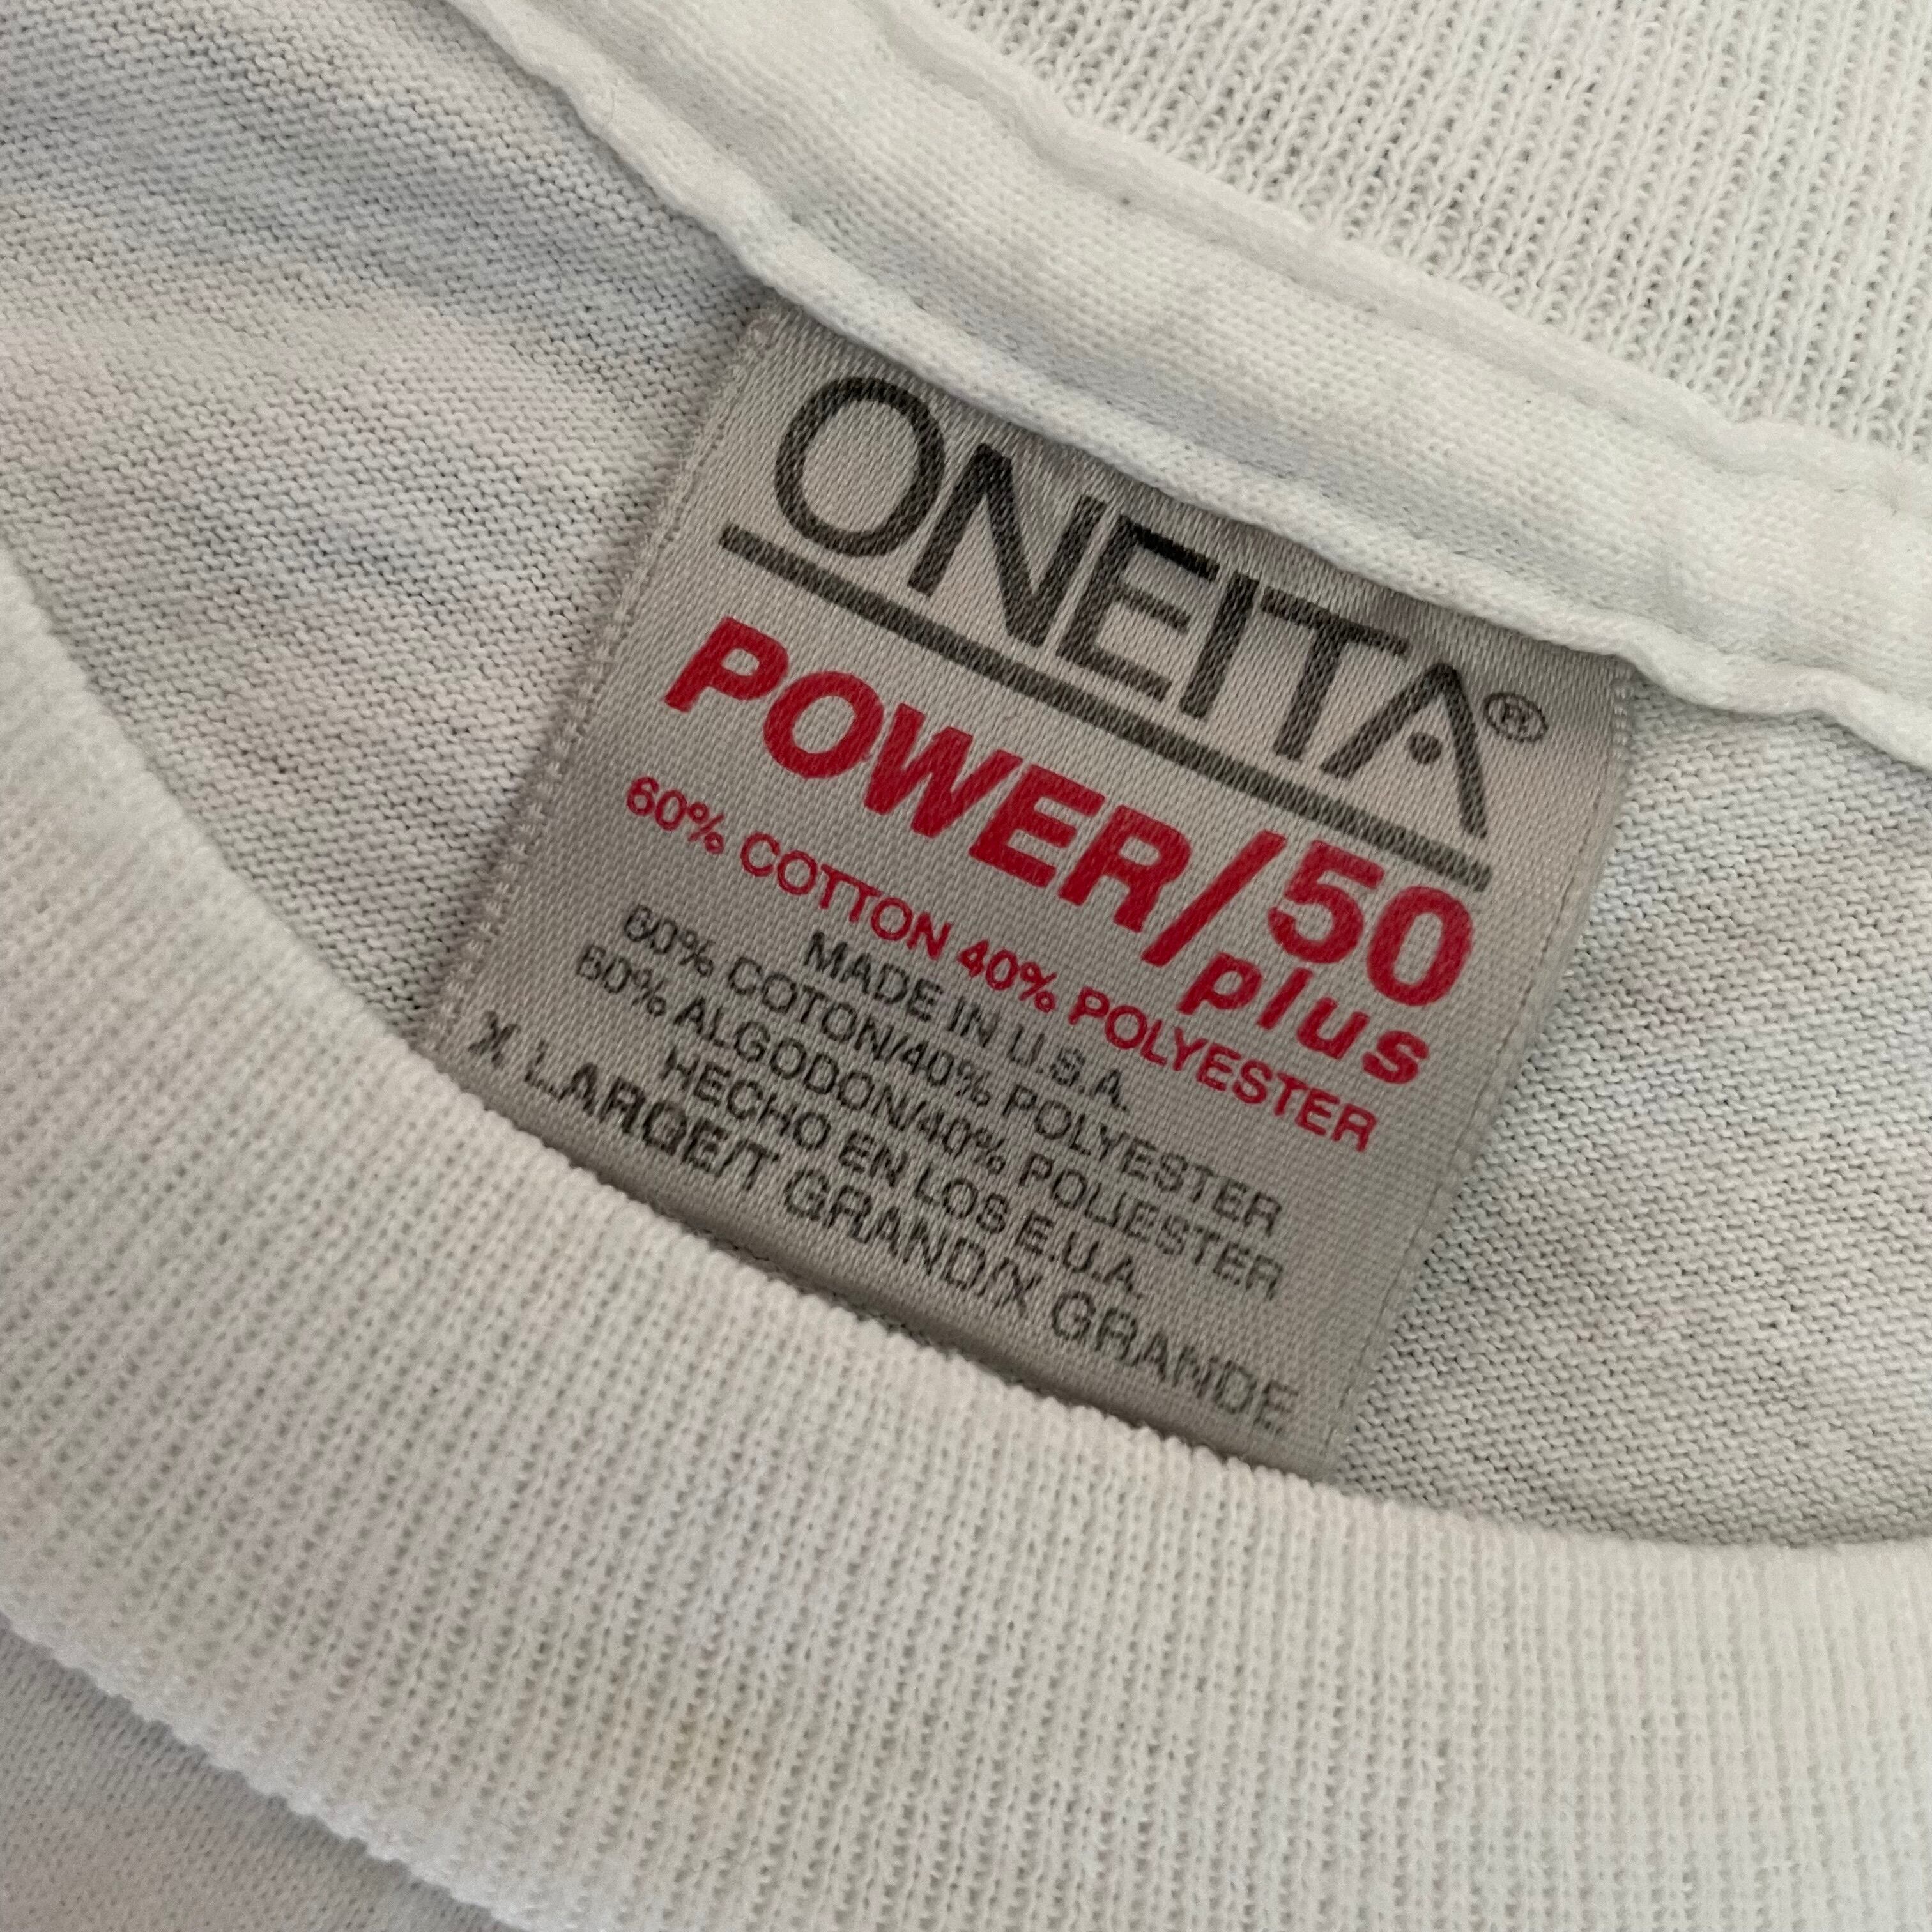 ONEITA®
POWER/50
plus
60% COTTON 40% POLYESTER
MADE IN U.S.A.
60% COTON/40% POLYESTER
60% ALGODON/40% POLIESTER
HECHO EN LOS E.U.A.
X LARGE/T GRAND/X GRANDE